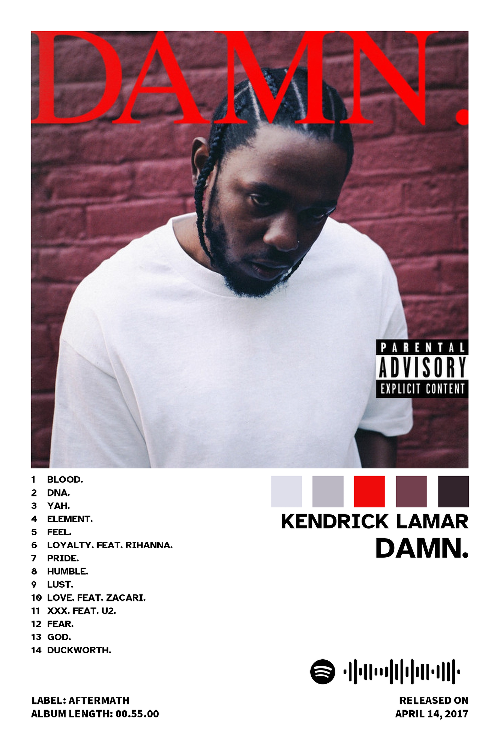 DAMN.
PARENTAL
ADVISORY
EXPLICIT CONTENT
1 BLOOD.
2 DNA.
3 YAH.
4 ELEMENT.
5 FEEL.
6 LOYALTY. FEAT. RIHANNA.
7 PRIDE.
8 HUMBLE.
9 LUST.
10 LOVE. FEAT. ZACARI.
11 XXX. FEAT. U2.
12 FEAR.
13 GOD.
14 DUCKWORTH.
KENDRICK LAMAR
DAMN.
LABEL: AFTERMATH
ALBUM LENGTH: 00.55.00
RELEASED ON
APRIL 14, 2017